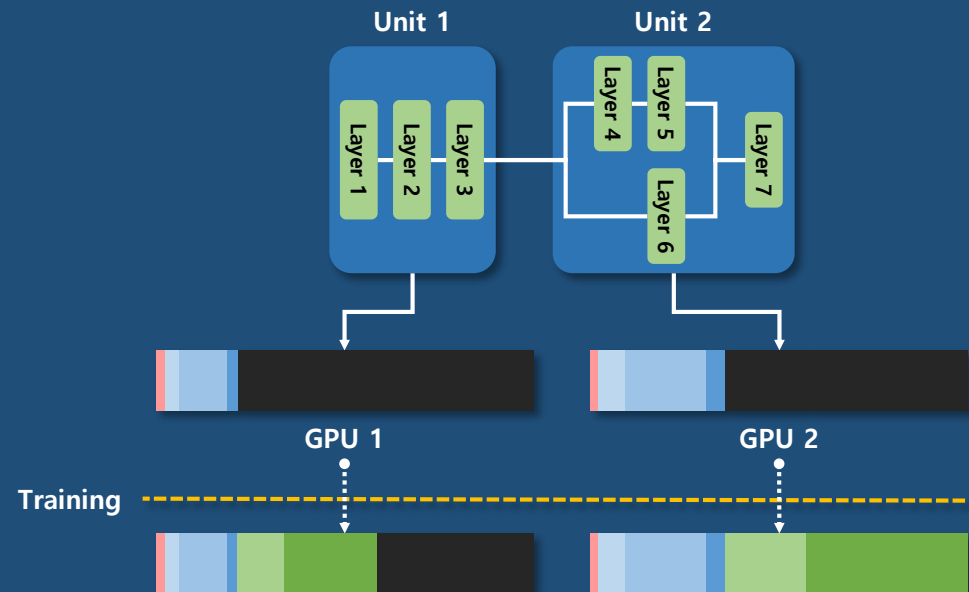 Unit 1
Unit 2
Layer 1
Layer 2
Layer 3
Layer 4
Layer 5
Layer 6
Layer 7
GPU 1
GPU 2
Training